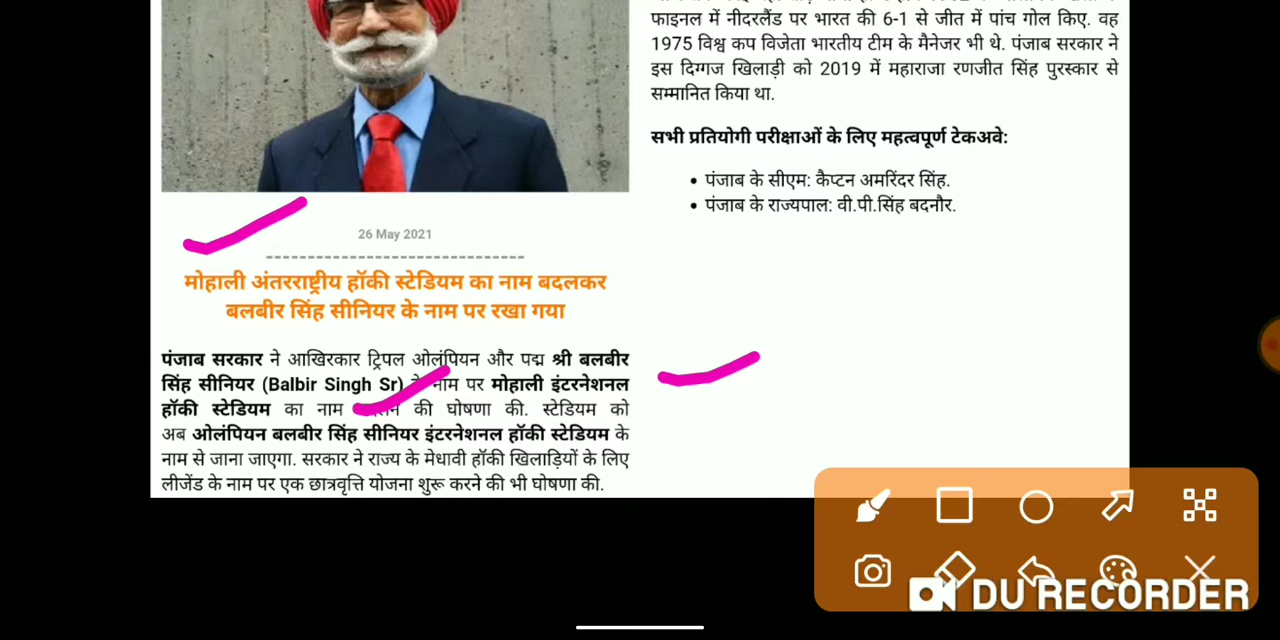 26 May 2021
मोहाली अंतरराष्ट्रीय हॉकी स्टेडियम का नाम बदलकर
बलबीर सिंह सीनियर के नाम पर रखा गया
पंजाब सरकार ने आखिरकार ट्रिपल ओलंपियन और पद्म श्री बलबीर
सिंह सीनियर (Balbir Singh Sr) के नाम पर मोहाली इंटरनेशनल
हॉकी स्टेडियम का नाम की घोषणा की. स्टेडियम को
अब ओलंपियन बलबीर सिंह सीनियर इंटरनेशनल हॉकी स्टेडियम के
नाम से जाना जाएगा. सरकार ने राज्य के मेधावी हॉकी खिलाड़ियों के लिए
लीजेंड के नाम पर एक छात्रवृत्ति योजना शुरू करने की भी घोषणा की.
फाइनल में नीदरलैंड पर भारत की 6-1 से जीत में पांच गोल किए. वह
1975 विश्व कप विजेता भारतीय टीम के मैनेजर भी थे. पंजाब सरकार ने
इस दिग्गज खिलाड़ी को 2019 में महाराजा रणजीत सिंह पुरस्कार से
सम्मानित किया था.
सभी प्रतियोगी परीक्षाओं के लिए महत्वपूर्ण टेकअवे:
• पंजाब के सीएम: कैप्टन अमरिंदर सिंह.
• पंजाब के राज्यपाल: वी.पी.सिंह बदनौर.
DU RECORDER